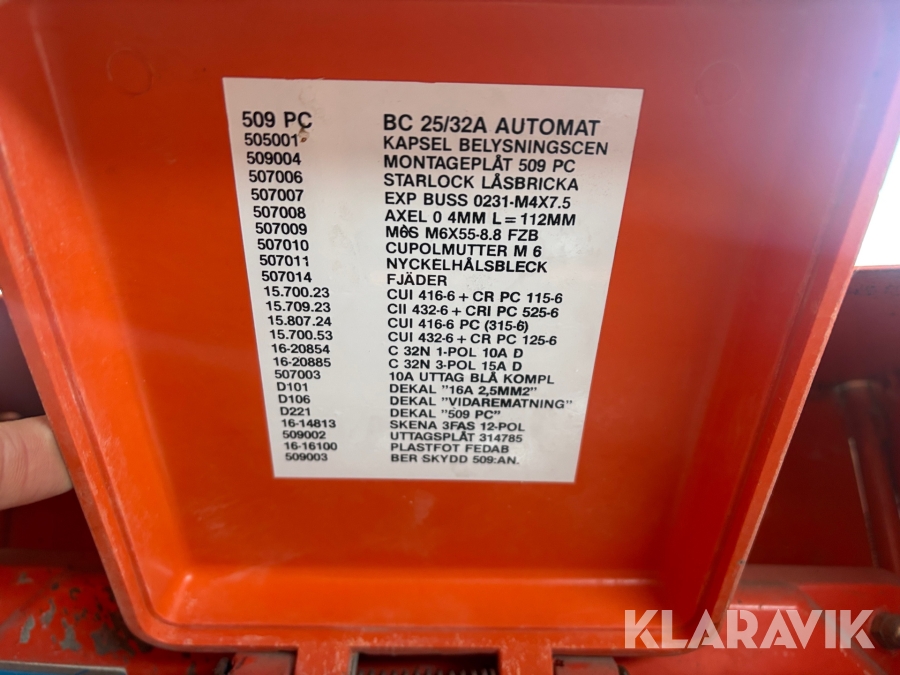 509 PC BC 25/32A AUTOMAT
505001 KAPSEL BELYSNINGSCEN
509004 MONTAGEPLÅT 509 PC
507006 STARLOCK LÅSBRICKA
507007 EXP BUSS 0231-M4X7.5
507008 AXEL 0 4MM L=112MM
507009 M6S M6X55-8.8 FZB
507010 CUPOLMUTTER M 6
507011 NYCKELHÅLSBLECK
507014 FJÄDER
15.700.23 CUI 416-6 + CR PC 115-6
15.709.23 CII 432-6 + CRI PC 525-6
15.807.24 CUI 416-6 PC (315-6)
15.700.53 CUI 432-6 + CR PC 125-6
16-20854 C 32N 1-POL 10A D
16-20885 C 32N 3-POL 15A D
507003 10A UTTAG BLÅ KOMPL
D101 DEKAL "16A 2,5MM2"
D106 DEKAL "VIDAREMATNING"
D221 DEKAL "509 PC"
16-14813 SKENA 3FAS 12-POL
509002 UTTAGSPLÅT 314785
16-16100 PLASTFOT FEDAB
509003 BER SKYDD 509:AN.
KLARAVIK